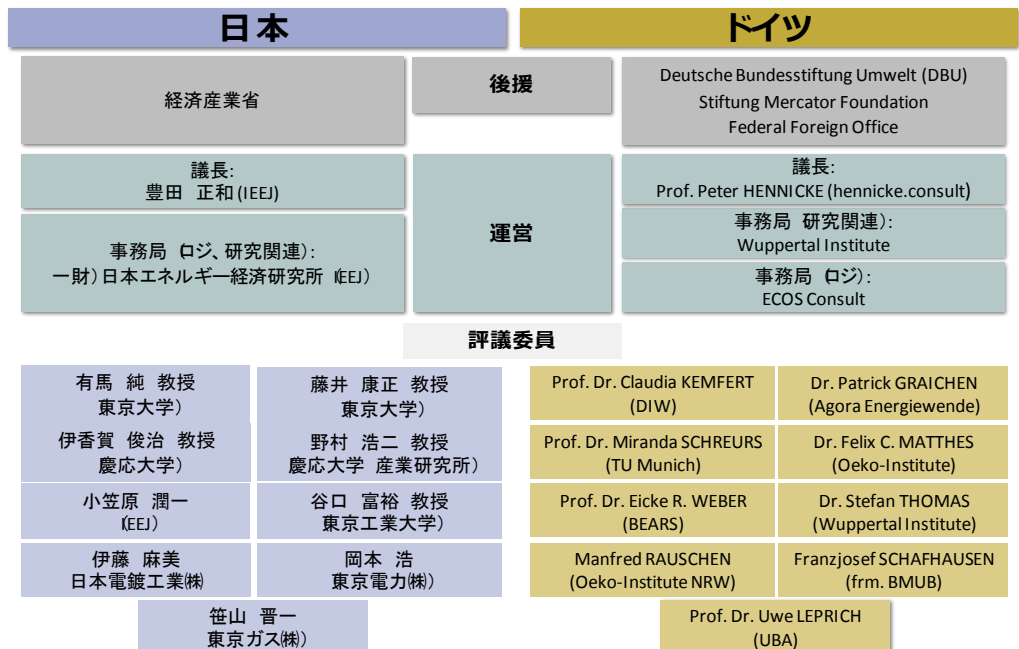 日本
ドイツ
経済産業省
後援
Deutsche Bundesstiftung Umwelt (DBU)
Stiftung Mercator Foundation
Federal Foreign Office
議長:
豊田 正和 (IEEJ)
事務局 ロジ、研究関連）:
一財）日本エネルギー経済研究所 (IEEJ）
運営
議長:
Prof. Peter HENNICKE (hennicke.consult)
事務局 研究関連）:
Wuppertal Institute
事務局 ロジ）:
ECOS Consult
評議委員
有馬 純 教授
東京大学）
藤井 康正 教授
東京大学）
伊香賀 俊治 教授
慶応大学）
野村 浩二 教授
慶応大学 産業研究所）
小笠原 潤一
(IEEJ）
谷口 富裕 教授
東京工業大学）
伊藤 麻美
日本電鍍工業㈱
岡本 浩
東京電力㈱）
笹山 晋一
東京ガス㈱）
Prof. Dr. Claudia KEMFERT
(DIW)
Dr. Patrick GRAICHEN
(Agora Energiewende)
Prof. Dr. Miranda SCHREURS
(TU Munich)
Dr. Felix C. MATTHES
(Oeko-Institute)
Prof. Dr. Eicke R. WEBER
(BEARS)
Dr. Stefan THOMAS
(Wuppertal Institute)
Manfred RAUSCHEN
(Oeko-Institute NRW)
Franzjosef SCHAFHAUSEN
(frm. BMUB)
Prof. Dr. Uwe LEPRICH
(UBA)